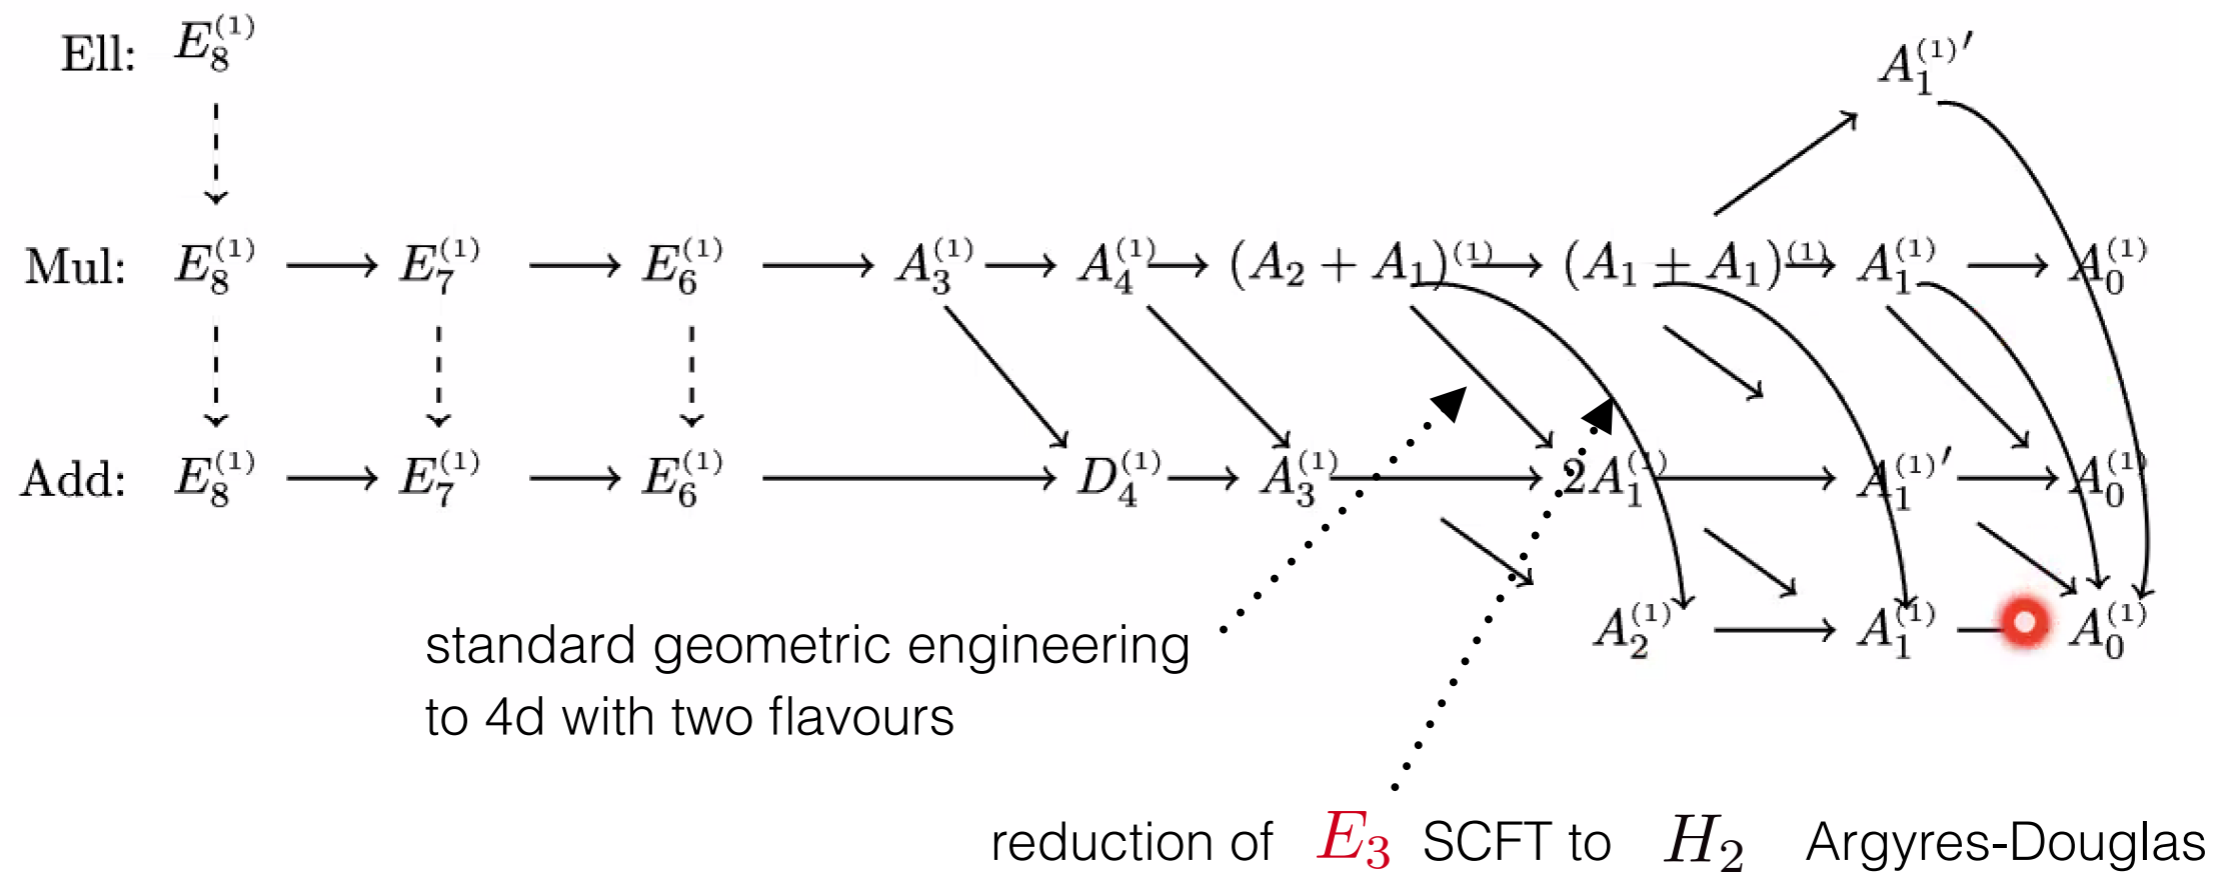 Ell: E_8^{(1)} A_1^{(1)′}
Mul: E_8^{(1)} E_7^{(1)} E_6^{(1)} A_3^{(1)} A_4^{(1)} (A_2 + A_1)^{(1)} (A_1 + A_1)^{(1)} A_1^{(1)} A_0^{(1)}
Add: E_8^{(1)} E_7^{(1)} E_6^{(1)} D_4^{(1)} A_3^{(1)} 2A_1^{(1)} A_1^{(1)′} A_0^{(1)}
A_2^{(1)} A_1^{(1)} A_0^{(1)}
standard geometric engineering
to 4d with two flavours
reduction of E_3 SCFT to H_2 Argyres-Douglas